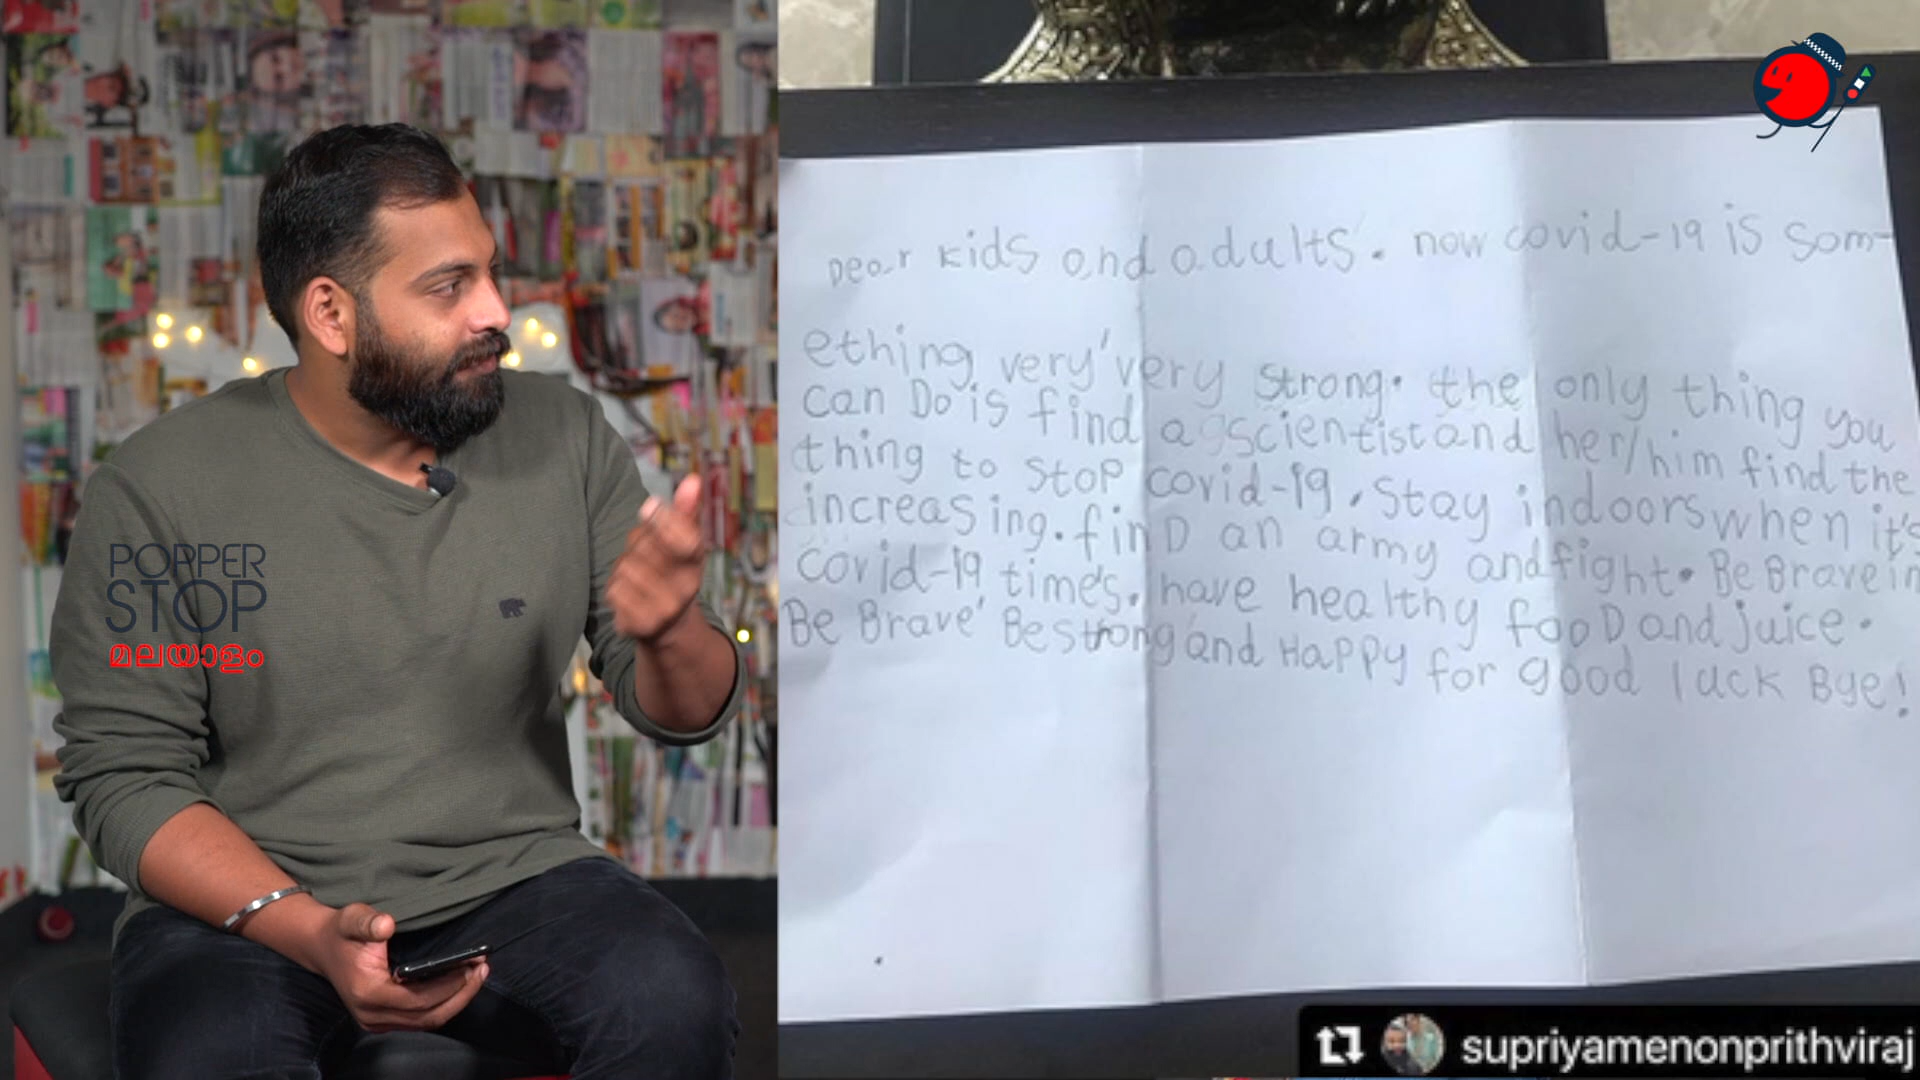 POPPER
STOP
മലയാളം
Dear kids and adults. now covid-19 is som-
ething very'very strong. the only thing you
can Do is find a scientist and her/him find the
thing to stop covid-19. Stay indoors when it's
increasing. finD an army and fight. Be Brave in
covid-19 time's. have healthy fooD and juice.
Be Brave' Be strong and Happy for good luck Bye!
supriyamenonprithviraj